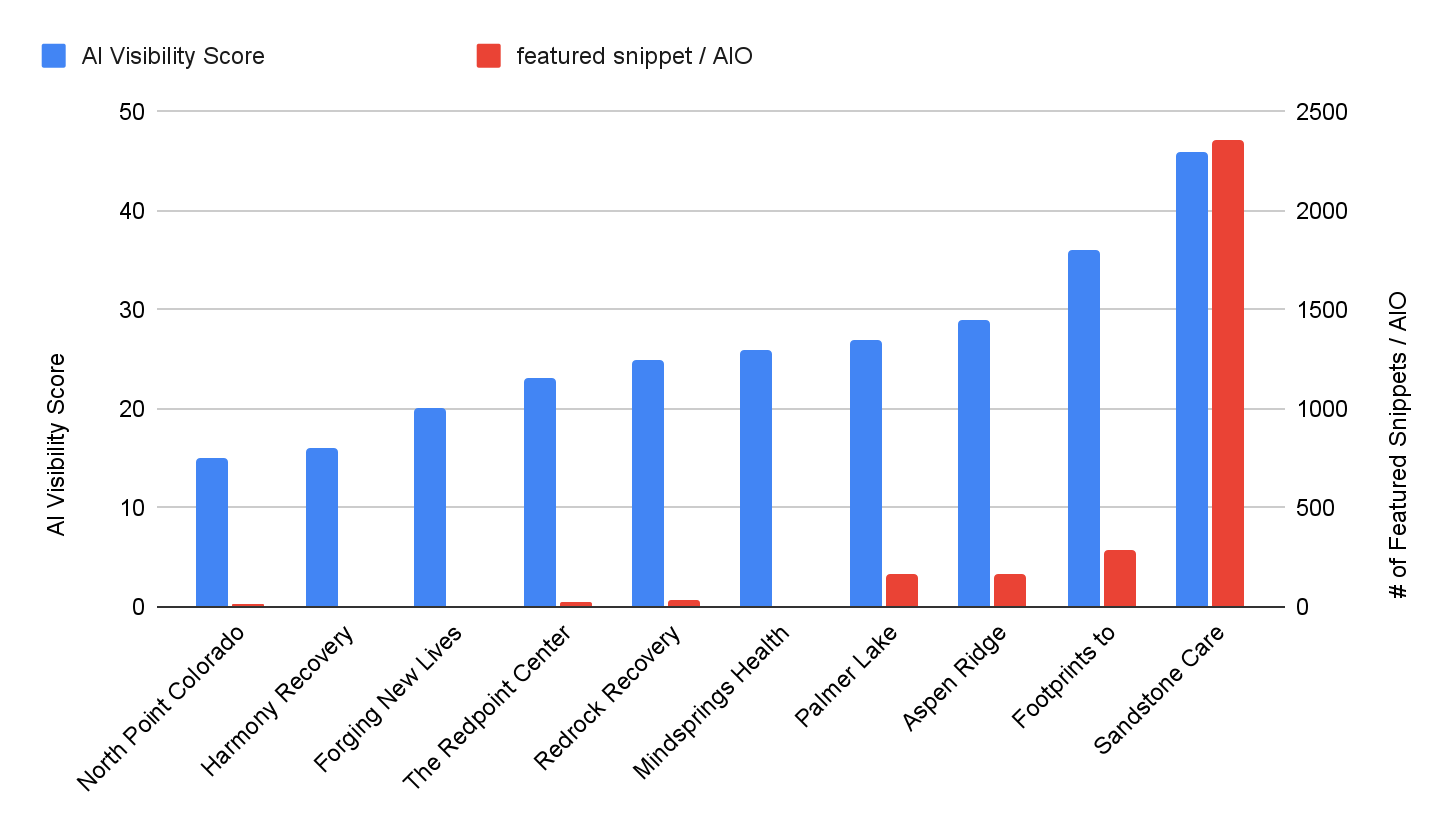 AI Visibility Score
featured snippet / AIO
50
40
30
20
10
0
AI Visibility Score
2500
2000
1500
1000
500
0
# of Featured Snippets / AIO
North Point Colorado
Harmony Recovery
Forging New Lives
The Redpoint Center
Redrock Recovery
Mindsprings Health
Palmer Lake
Aspen Ridge
Footprints to
Sandstone Care